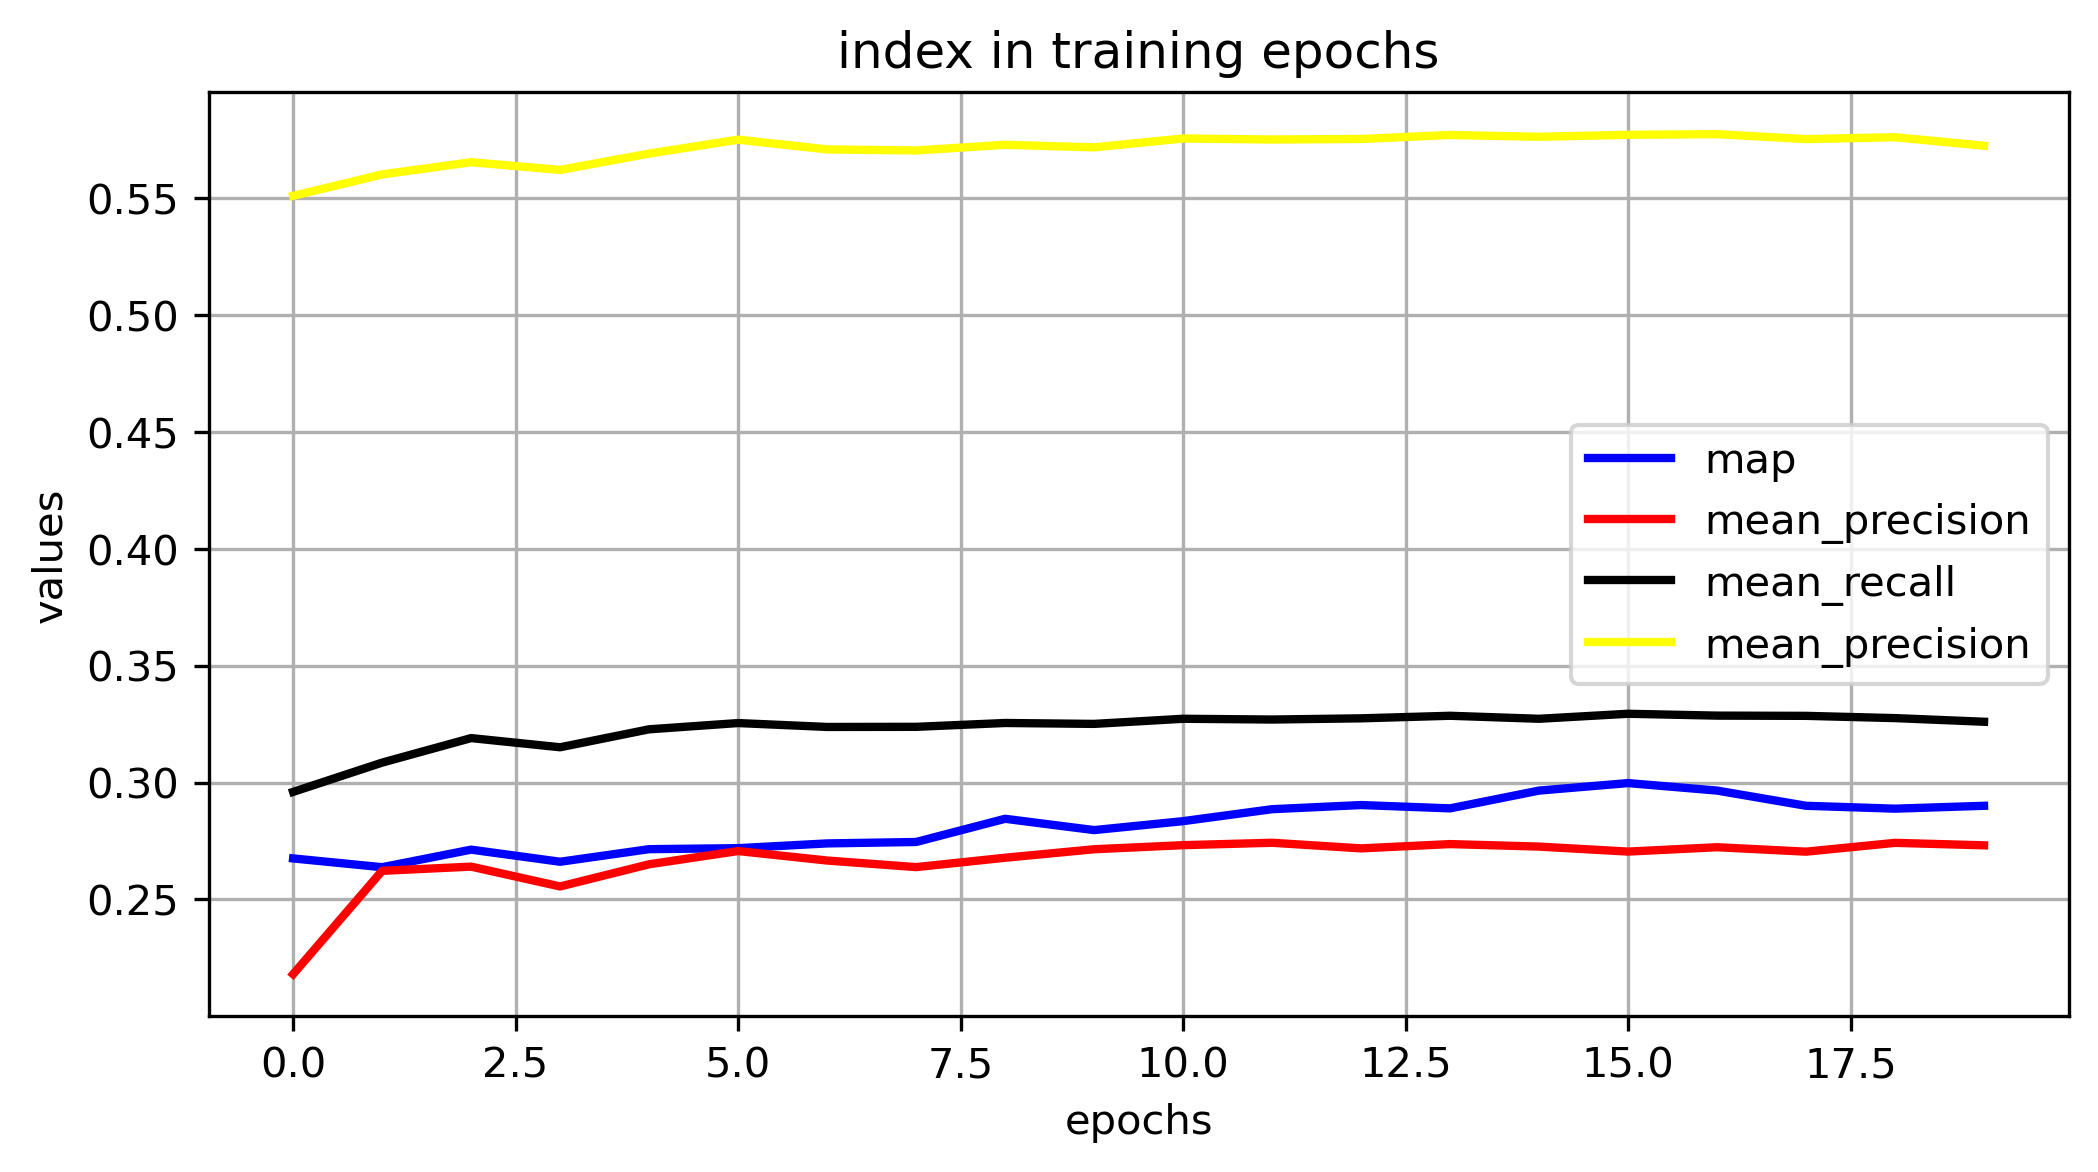 index in training epochs
values
0.55
0.50
0.45
0.40
0.35
0.30
0.25
map
mean_precision
mean_recall
mean_precision
0.0 2.5 5.0 7.5 10.0 12.5 15.0 17.5
epochs